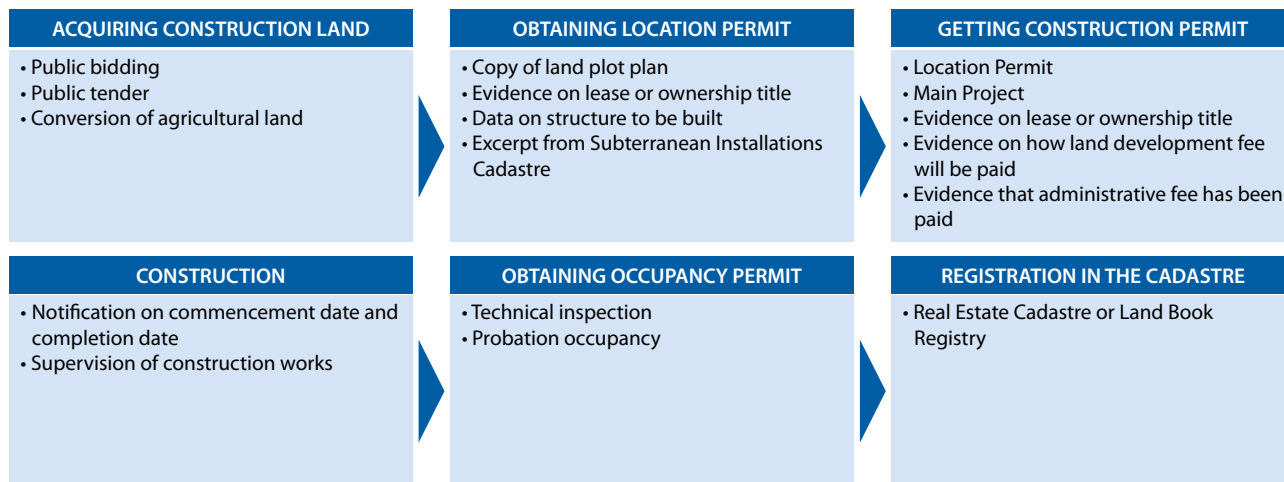 ACQUIRING CONSTRUCTION LAND
• Public bidding
• Public tender
• Conversion of agricultural land
OBTAINING LOCATION PERMIT
• Copy of land plot plan
• Evidence on lease or ownership title
• Data on structure to be built
• Excerpt from Subterranean Installations
Cadastre
GETTING CONSTRUCTION PERMIT
• Location Permit
• Main Project
• Evidence on lease or ownership title
• Evidence on how land development fee
will be paid
• Evidence that administrative fee has been
paid
CONSTRUCTION
• Notification on commencement date and
completion date
• Supervision of construction works
OBTAINING OCCUPANCY PERMIT
• Technical inspection
• Probation occupancy
REGISTRATION IN THE CADASTRE
• Real Estate Cadastre or Land Book
Registry